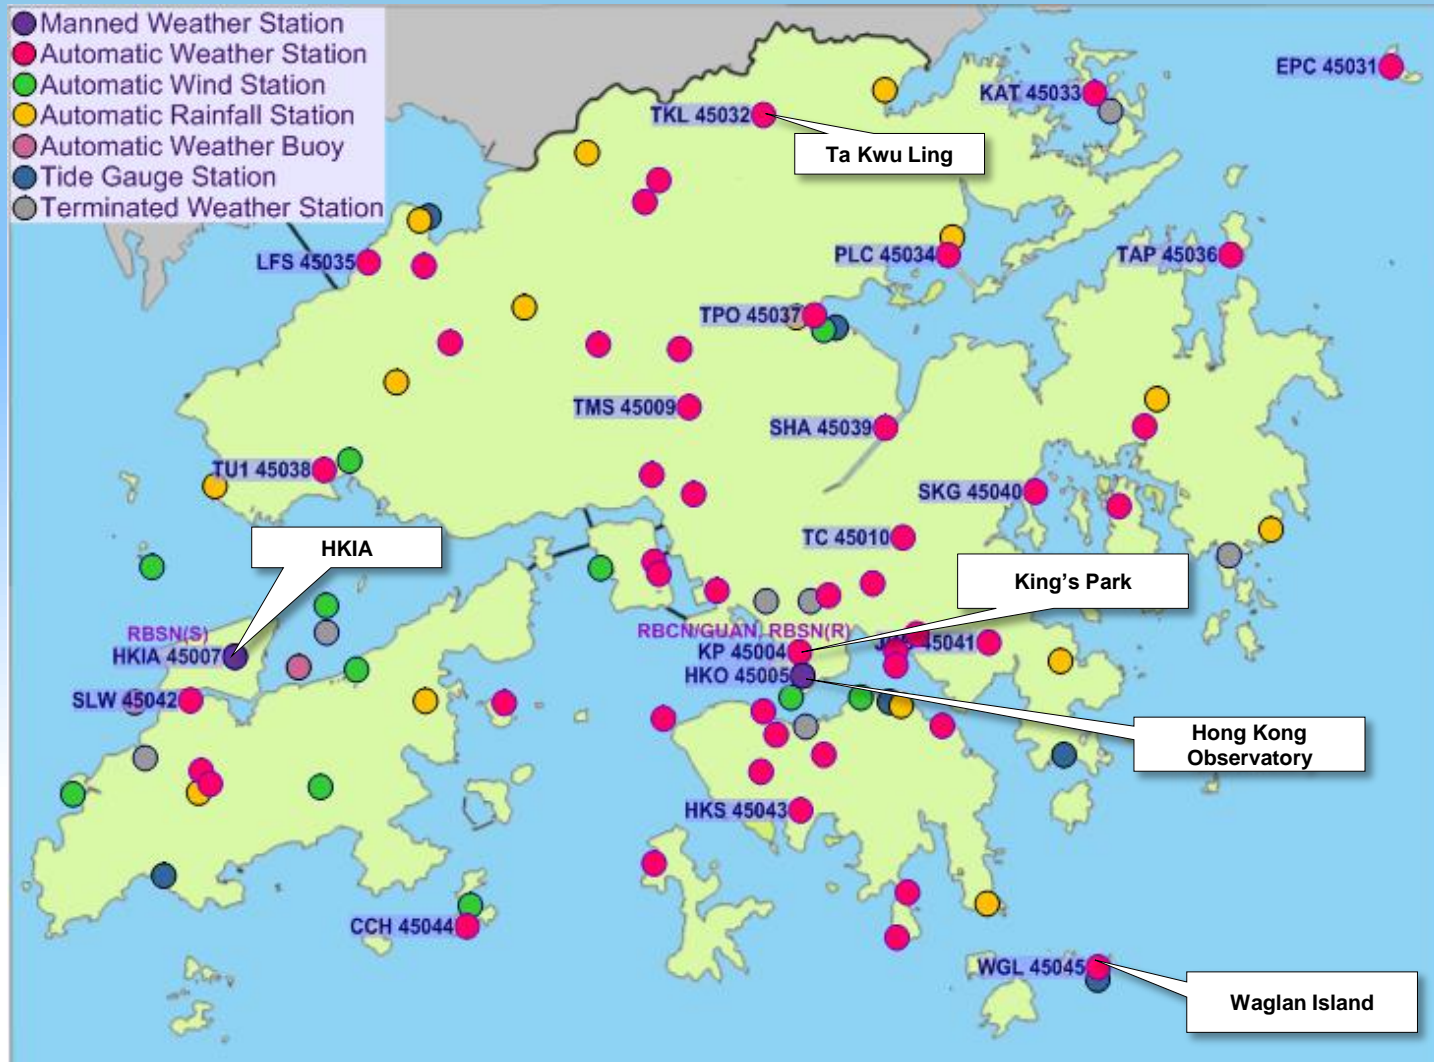 Manned Weather Station
Automatic Weather Station
Automatic Wind Station
Automatic Rainfall Station
Automatic Weather Buoy
Tide Gauge Station
Terminated Weather Station
EPC 45031
KAT 45033
TKL 45032
Ta Kwu Ling
LFS 45035
PLC 45034
TAP 45036
TPO 45037
TMS 45009
SHA 45039
TU1 45038
SKG 45040
TC 45010
HKIA
King's Park
RBSN(S)
HKIA 45007
RBCN/GUAN, RBSN(R)
KP 45004
45041
HKO 45005
SLW 45042
Hong Kong
Observatory
HKS 45043
CCH 45044
WGL 45045
Waglan Island